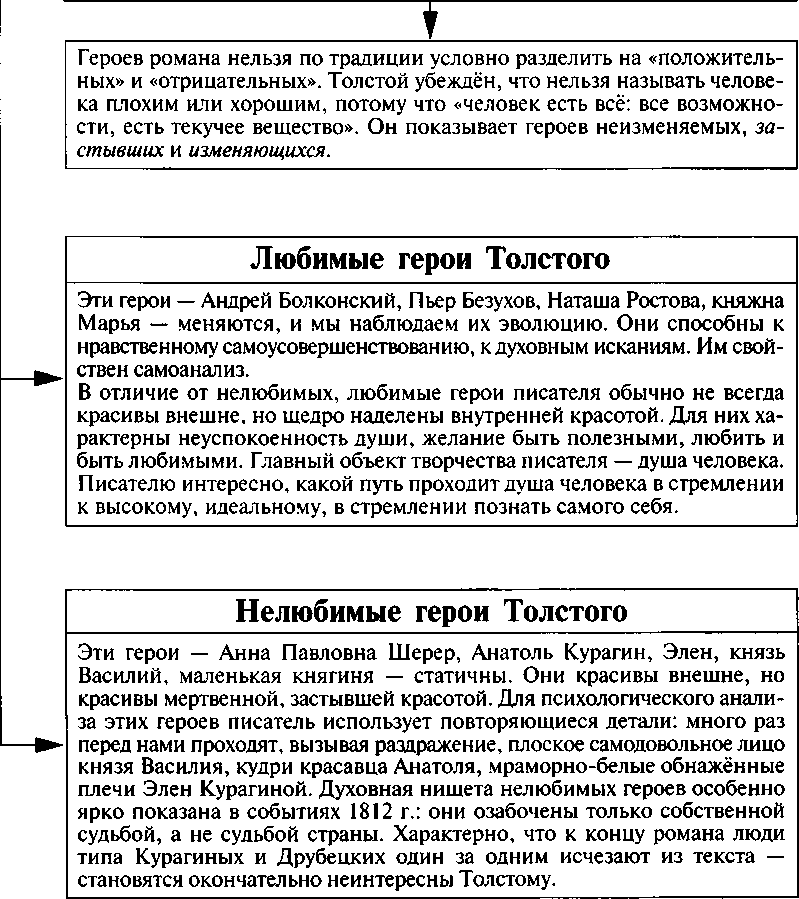 Героев романа нельзя по традиции условно разделить на «положитель-
ных» и «отрицательных». Толстой убеждён, что нельзя называть челове-
ка плохим или хорошим, потому что «человек есть всё: все возможно-
сти, есть текучее вещество». Он показывает героев неизменяемых, за-
стывших и изменяющихся.
Любимые герои Толстого
Эти герои — Андрей Болконский, Пьер Безухов, Наташа Ростова, княжна
Марья — меняются, и мы наблюдаем их эволюцию. Они способны к
нравственному самоусовершенствованию, к духовным исканиям. Им свой-
ствен самоанализ.
В отличие от нелюбимых, любимые герои писателя обычно не всегда
красивы внешне, но щедро наделены внутренней красотой. Для них ха-
рактерны неуспокоенность души, желание быть полезными, любить и
быть любимыми. Главный объект творчества писателя — душа человека.
Писателю интересно, какой путь проходит душа человека в стремлении
к высокому, идеальному, в стремлении познать самого себя.
Нелюбимые герои Толстого
Эти герои — Анна Павловна Шерер, Анатоль Курагин, Элен, князь
Василий, маленькая княгиня — статичны. Они красивы внешне, но
красивы мертвенной, застывшей красотой. Для психологического анали-
за этих героев писатель использует повторяющиеся детали: много раз
перед нами проходят, вызывая раздражение, плоское самодовольное лицо
князя Василия, кудри красавца Анатоля, мраморно-белые обнажённые
плечи Элен Курагиной. Духовная нищета нелюбимых героев особенно
ярко показана в событиях 1812 г.: они озабочены только собственной
судьбой, а не судьбой страны. Характерно, что к концу романа люди
типа Курагиных и Друбецких один за одним исчезают из текста —
становятся окончательно неинтересны Толстому.